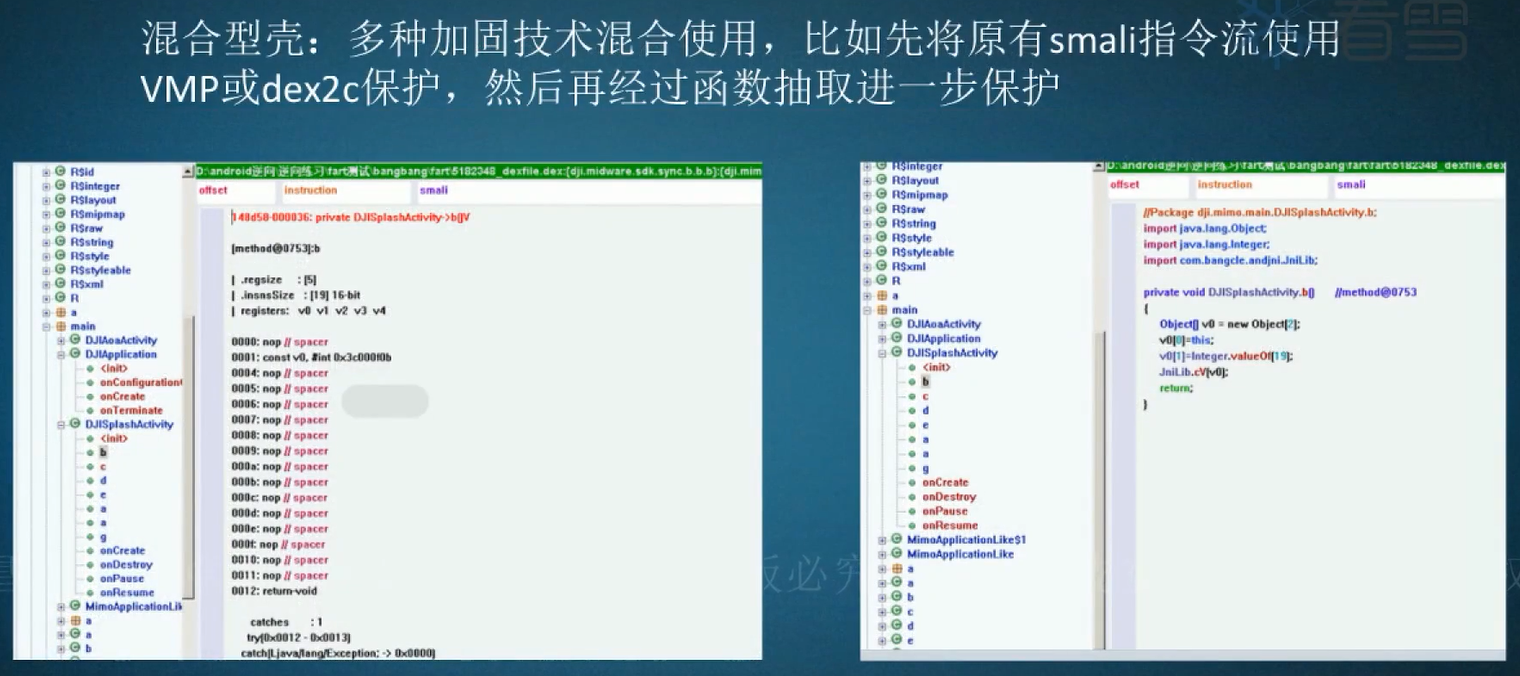 看雪
混合型壳：多种加固技术混合使用，比如先将原有smali指令流使用
VMP或dex2c保护，然后再经过函数抽取进一步保护
R$id
R$integer
R$layout
R$mipmap
R$raw
R$string
R$style
R$styleable
R$xml
R
a
main
DJIAoaActivity
DJIApplication
<init>
onConfiguration
onCreate
onTerminate
DJISplashActivity
<init>
b
c
d
e
a
a
g
onCreate
onDestroy
onPause
onResume
MimoApplicationLik
a
a
b
D:\android逆向\逆向练习\fart测试\bangbang\fart\5182348_dexfile.dex:[dji.midware.sdk.sync.b.b.b]:[dji.mim
offset instruction smali
148d58-000036: private DJISplashActivity->b()V
[method@0753]:b
| .regsize : [5]
| .insnsSize : [19] 16-bit
| registers: v0 v1 v2 v3 v4
0000: nop // spacer
0001: const v0, #int 0x3c000f0b
0004: nop // spacer
0005: nop // spacer
0006: nop // spacer
0007: nop // spacer
0008: nop // spacer
0009: nop // spacer
000a: nop // spacer
000b: nop // spacer
000c: nop // spacer
000d: nop // spacer
000e: nop // spacer
000f: nop // spacer
0010: nop // spacer
0011: nop // spacer
0012: return-void
catches : 1
try[0x0012 - 0x0013]
catch(Ljava/lang/Exception; -> 0x0000)
R$integer
R$layout
R$mipmap
R$raw
R$string
R$style
R$styleable
R$xml
R
a
main
DJIAoaActivity
DJIApplication
DJISplashActivity
<init>
b
c
d
e
a
a
g
onCreate
onDestroy
onPause
onResume
MimoApplicationLike$1
MimoApplicationLike
a
a
b
c
d
e
D:\android逆向\逆向练习\fart测试\bangbang\fart\fart\5182348_dexfile.dex
offset instruction smali
//Package dji.mimo.main.DJISplashActivity.b;
import java.lang.Object;
import java.lang.Integer;
import com.bangcle.andjni.JniLib;
private void DJISplashActivity.b() //method@0753
{
Object[] v0 = new Object[2];
v0[0]=this;
v0[1]=Integer.valueOf(19);
JniLib.cV(v0);
return;
}
版必究